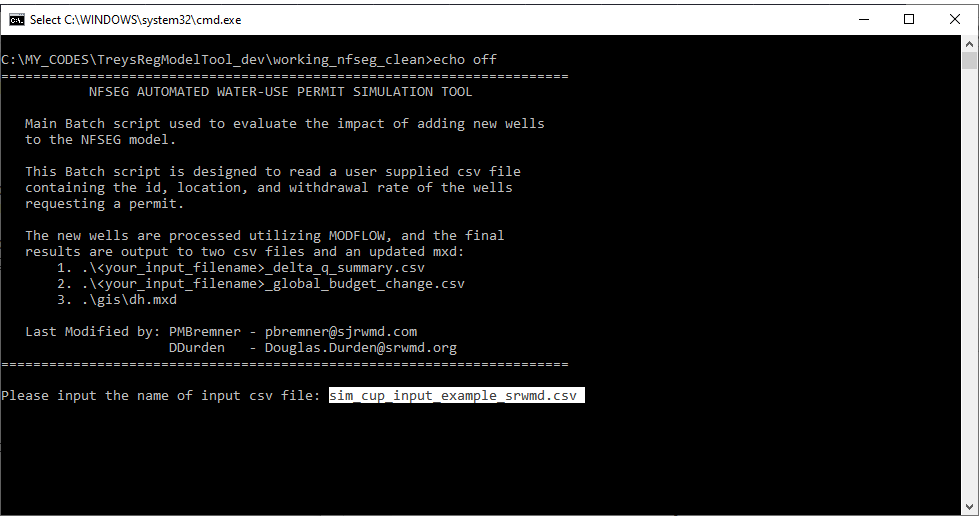 Select C:\WINDOWS\system32\cmd.exe
C:\MY_CODES\TreysRegModelTool_dev\working_nfseg_clean>echo off
=======================================================================
NFSEG AUTOMATED WATER-USE PERMIT SIMULATION TOOL
Main Batch script used to evaluate the impact of adding new wells
to the NFSEG model.
This Batch script is designed to read a user supplied csv file
containing the id, location, and withdrawal rate of the wells
requesting a permit.
The new wells are processed utilizing MODFLOW, and the final
results are output to two csv files and an updated mxd:
1. .\<your_input_filename>_delta_q_summary.csv
2. .\<your_input_filename>_global_budget_change.csv
3. .\gis\dh.mxd
Last Modified by: PMBremner - pbremner@sjrwmd.com
DDurden   - Douglas.Durden@srwmd.org
=======================================================================
Please input the name of input csv file: sim_cup_input_example_srwmd.csv